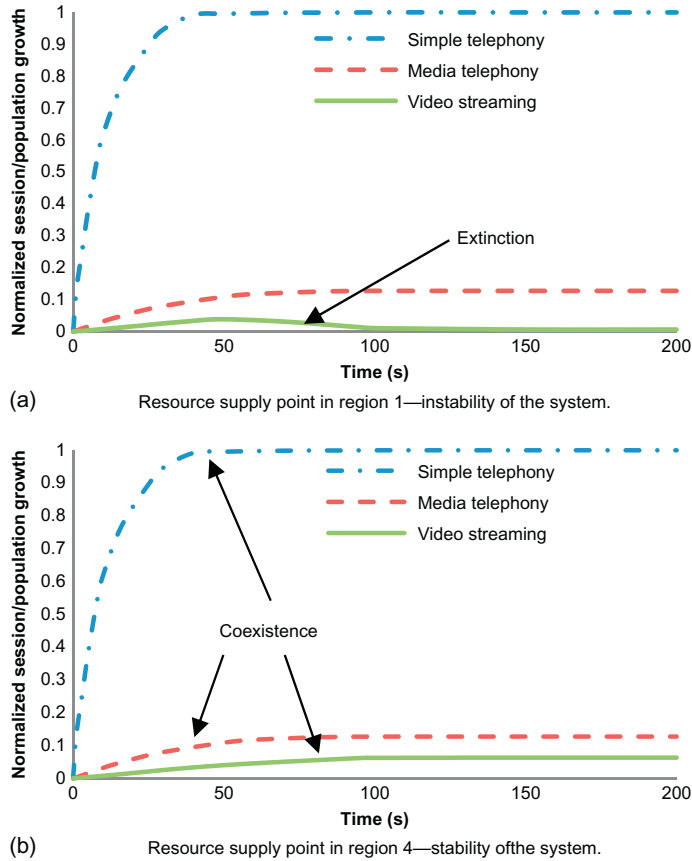 Normalized session/population growth
1
0.9
0.8
0.7
0.6
0.5
0.4
0.3
0.2
0.1
0
Simple telephony
Media telephony
Video streaming
Extinction
0 50 100 150 200
Time (s)
(a) Resource supply point in region 1—instability of the system.
Normalized session/population growth
1
0.9
0.8
0.7
0.6
0.5
0.4
0.3
0.2
0.1
0
Simple telephony
Media telephony
Video streaming
Coexistence
0 50 100 150 200
Time (s)
(b) Resource supply point in region 4—stability ofthe system.